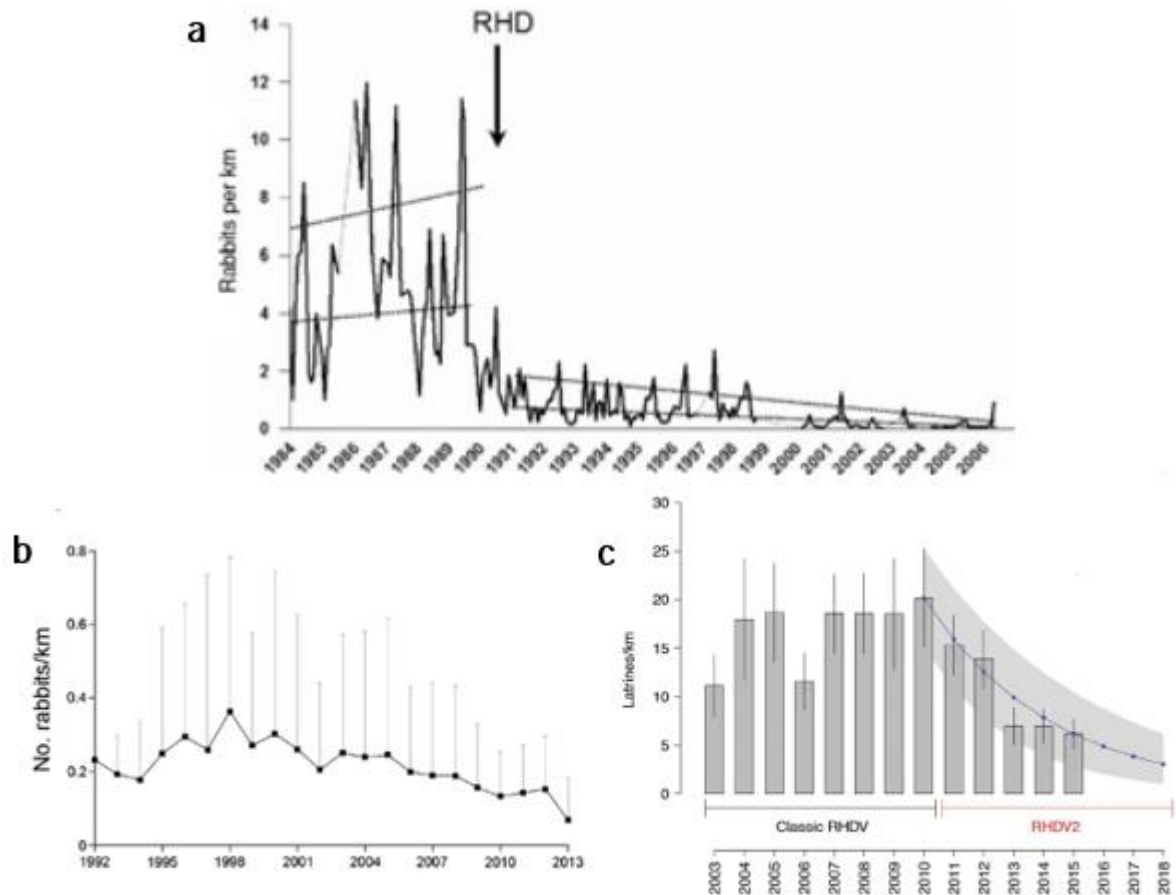 a
RHD
Rabbits per km
14
12
10
8
6
4
2
0
1984 1985 1986 1987 1988 1989 1990 1991 1992 1993 1994 1995 1996 1997 1998 1999 2000 2001 2002 2003 2004 2005 2006
b
No. rabbits/km
0.8
0.6
0.4
0.2
0
1992 1995 1998 2001 2004 2007 2010 2013
c
Latrines/km
30
25
20
15
10
5
0
Classic RHDV RHDV2
2003 2004 2005 2006 2007 2008 2009 2010 2011 2012 2013 2014 2015 2016 2017 2018